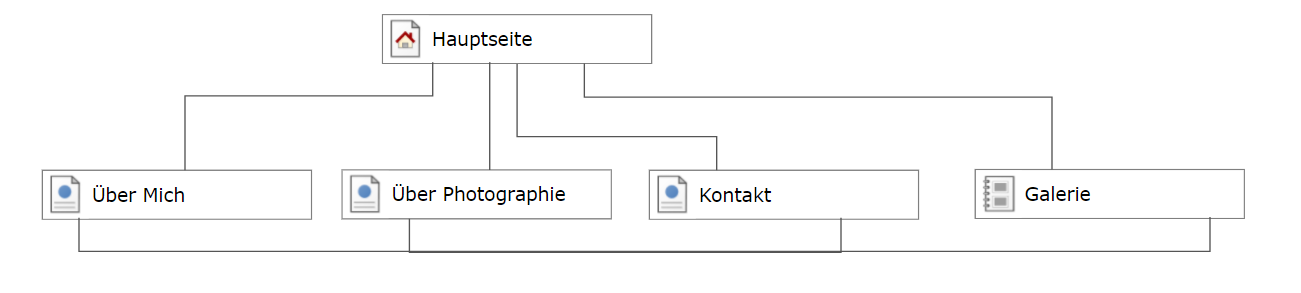 Hauptseite
Über Mich
Über Photographie
Kontakt
Galerie